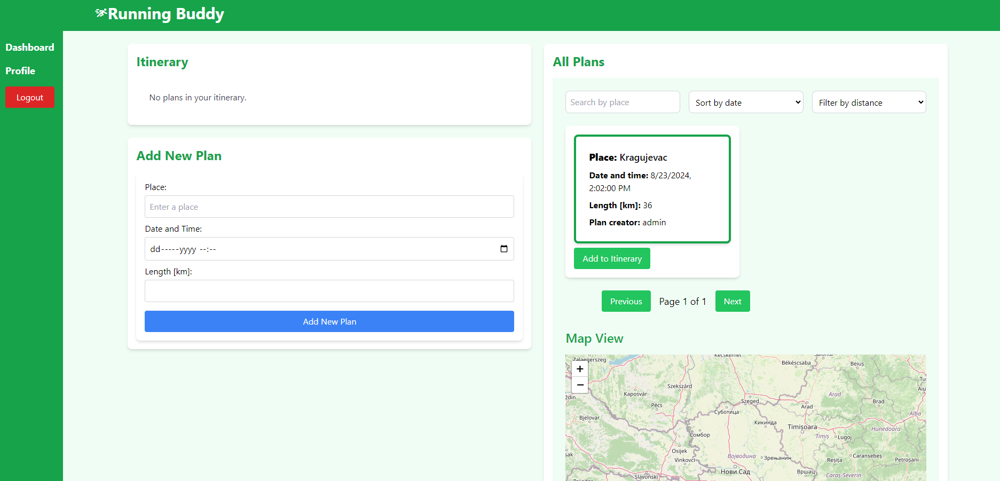 Running Buddy
Dashboard
Profile
Logout
Itinerary
No plans in your itinerary.
Add New Plan
Place:
Enter a place
Date and Time:
dd-----yyyy --:--
Length [km]:
Add New Plan
All Plans
Search by place
Sort by date
Filter by distance
Place: Kragujevac
Date and time: 8/23/2024,
2:02:00 PM
Length [km]: 36
Plan creator: admin
Add to Itinerary
Previous
Page 1 of 1
Next
Map View
+
−
Kecskemét
Zalaegerszeg
Békéscsaba
Beiuș
Szekszárd
Kaposvár
Arad
Szeged
Brad
Pécs
Arad
Суботица
Alba
Bjelovar
Кикинда
Timișoara
Hunedoara
Сомбор
Timiș
Lugoj
Osijek
Војводина
Зрењанин
Caransebeș
Vinkovci
Reșița
Petroșani
Нови Сад
Вршац
Slavonski
Caraș-Severin